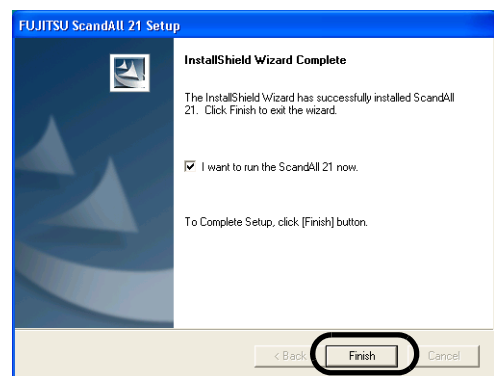 FUJITSU ScandAll 21 Setup
InstallShield Wizard Complete
The InstallShield Wizard has successfully installed ScandAll
21. Click Finish to exit the wizard.
I want to run the ScandAll 21 now.
To Complete Setup, click [Finish] button.
< Back
Finish
Cancel